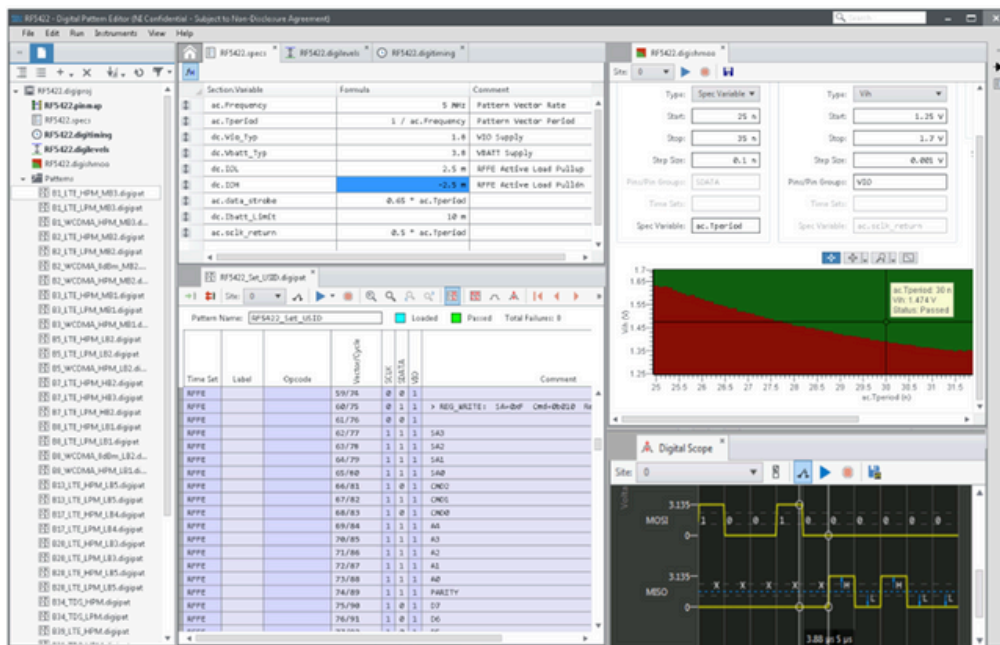 RF5422 - Digital Pattern Editor (NI Confidential - Subject to Non-Disclosure Agreement)
Search
File Edit Run Instruments View Help
RF5422.digiproj
RF5422.pinmap
RF5422.specs
RF5422.digitiming
RF5422.digilevels
RF5422.digishmoo
Patterns
B1_LTE_HPM_MB3.digipat
B1_LTE_LPM_MB3.digipat
B1_WCDMA_HPM_MB3.digipat
B2_LTE_HPM_MB2.digipat
B2_LTE_LPM_MB2.digipat
B2_WCDMA_8dBm_MB2...
B2_WCDMA_HPM_MB2.digipat
B3_LTE_HPM_MB1.digipat
B3_LTE_LPM_MB1.digipat
B3_WCDMA_HPM_MB1.digipat
B5_LTE_HPM_LB2.digipat
B5_LTE_LPM_LB2.digipat
B5_WCDMA_LPM_LB2.di...
B7_LTE_HPM_HB2.digipat
B7_LTE_HPM_HB3.digipat
B7_LTE_LPM_HB2.digipat
B8_LTE_HPM_LB1.digipat
B8_LTE_LPM_LB1.digipat
B8_WCDMA_8dBm_LB2.d...
B8_WCDMA_HPM_LB1.di...
B13_LTE_HPM_LB5.digipat
B13_LTE_LPM_LB5.digipat
B17_LTE_HPM_LB4.digipat
B17_LTE_LPM_LB4.digipat
B28_LTE_HPM_LB3.digipat
B28_LTE_LPM_LB3.digipat
B28_LTE_HPM_LB5.digipat
B28_LTE_LPM_LB5.digipat
B34_TDS_HPM.digipat
B34_TDS_LPM.digipat
B39_LTE_HPM.digipat
RF5422.specs RF5422.digilevels RF5422.digitiming
Section.Variable Formula Comment
ac.Frequency 5 MHz Pattern Vector Rate
ac.Tperiod 1 / ac.Frequency Pattern Vector Period
dc.Vio_Typ 1.8 VIO Supply
dc.Vbatt_Typ 3.8 VBATT Supply
dc.IOL 2.5 m RFFE Active Load Pullup
dc.IOH -2.5 m RFFE Active Load Pulldn
ac.data_strobe 0.65 * ac.Tperiod
dc.Ibatt_Limit 10 m
ac.sclk_return 0.5 * ac.Tperiod
RF5422_Set_USID.digipat
Site: 0
Pattern Name: RF5422_Set_USID Loaded Passed Total Failures: 0
Time Set Label Opcode Vector/Cycle SCLK SDATA VIO Comment
RFFE 59/74 0 0 1
RFFE 60/75 0 1 1 > REG_WRITE: SA=0xF Cmd=0b010 Re
RFFE 61/76 0 0 1
RFFE 62/77 1 1 1 SA3
RFFE 63/78 1 1 1 SA2
RFFE 64/79 1 1 1 SA1
RFFE 65/80 1 1 1 SA0
RFFE 66/81 1 0 1 CMD2
RFFE 67/82 1 1 1 CMD1
RFFE 68/83 1 0 1 CMD0
RFFE 69/84 1 1 1 A4
RFFE 70/85 1 1 1 A3
RFFE 71/86 1 1 1 A2
RFFE 72/87 1 1 1 A1
RFFE 73/88 1 1 1 A0
RFFE 74/89 1 1 1 PARITY
RFFE 75/90 1 0 1 D7
RFFE 76/91 1 0 1 D6
RF5422.digishmoo
Site: 0
Type: Spec Variable Type: Vih
Start: 25 n Start: 1.25 V
Stop: 35 n Stop: 1.7 V
Step Size: 0.1 n Step Size: 0.001 V
Pins/Pin Groups: SDATA Pins/Pin Groups: VIO
Time Sets: Time Sets:
Spec Variable: ac.Tperiod Spec Variable: ac.sclk_return
1.7
1.65
1.55
1.45
1.35
1.25
Vih (V)
ac.Tperiod: 30 n
Vih: 1.474 V
Status: Passed
25 25.5 26 26.5 27 27.5 28 28.5 29 29.5 30 30.5 31 31.5
ac.Tperiod (n)
Digital Scope
Site: 0
3.135
MOSI 1 0 0 1 0 0 0 0 0
0
3.135
MISO X X X X X H L H L L
0
3.88 µs 5 µs